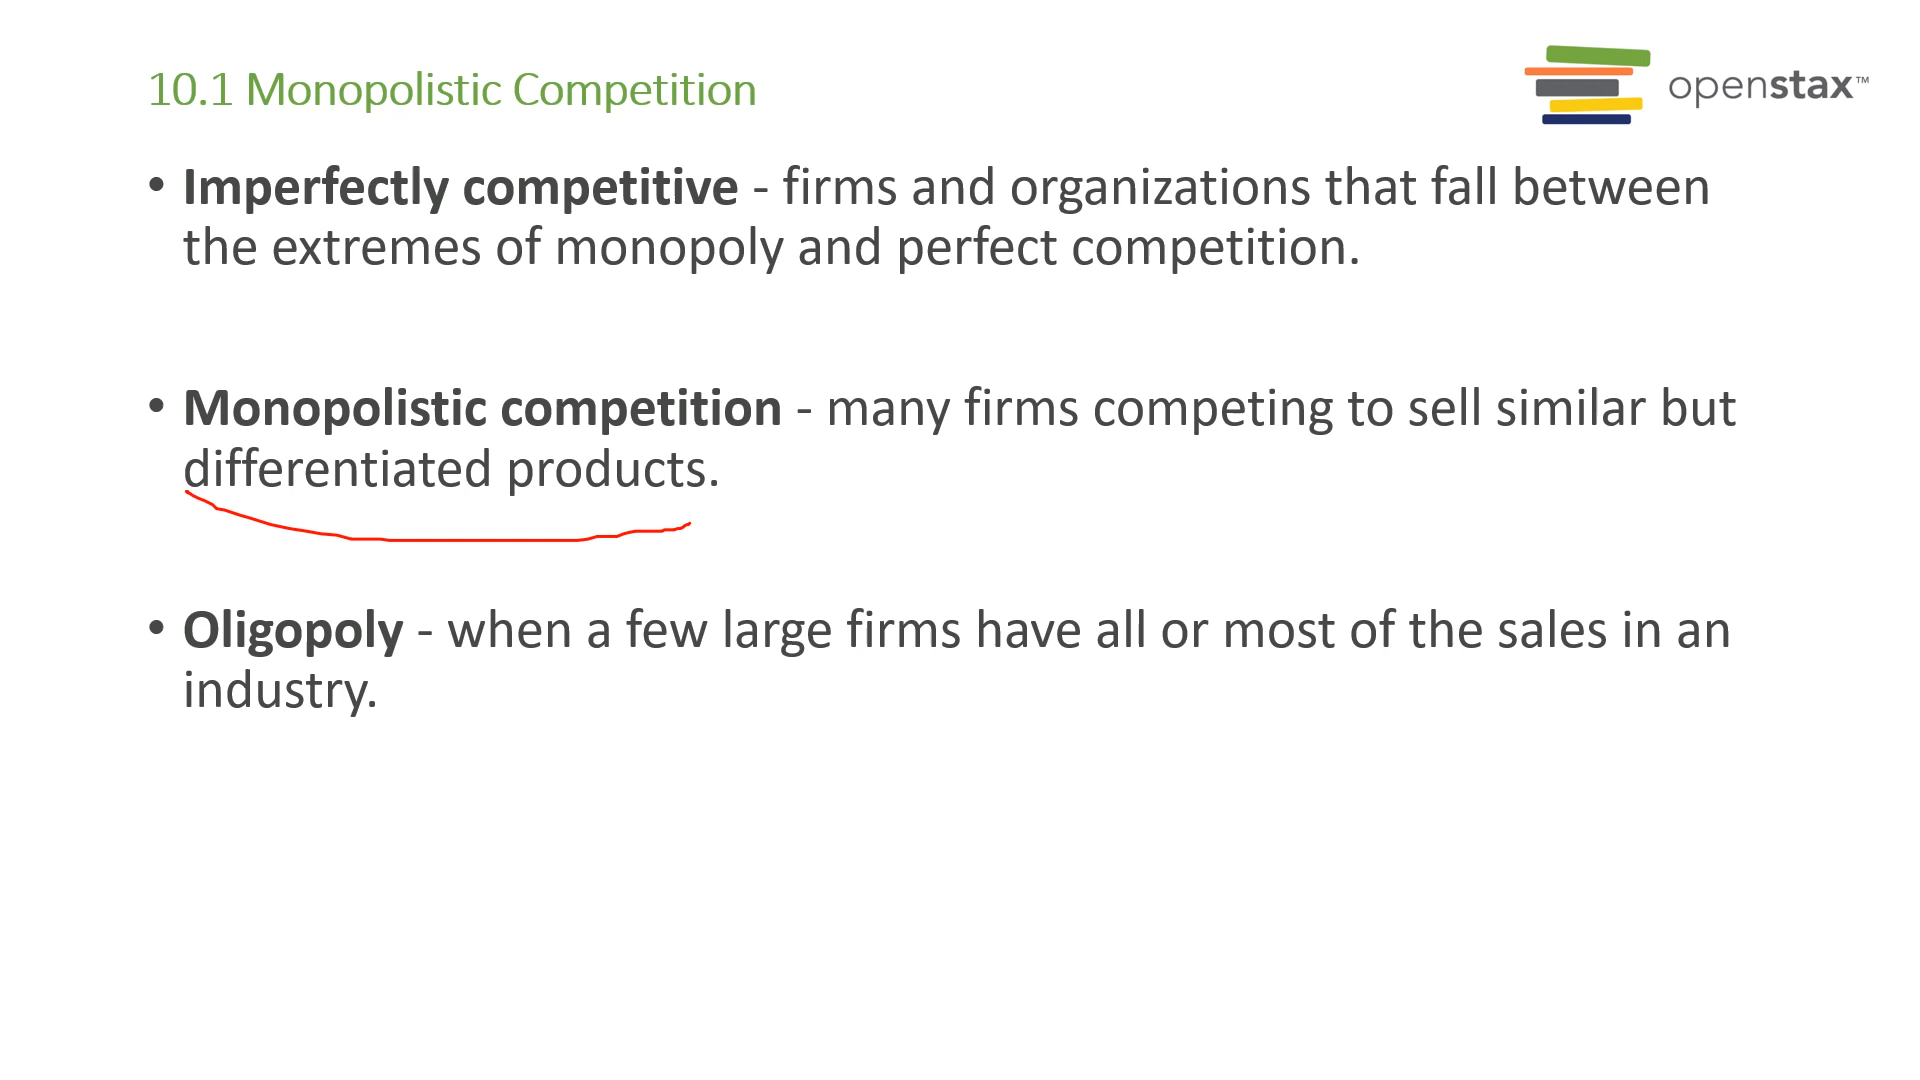 10.1 Monopolistic Competition
openstax™
• Imperfectly competitive - firms and organizations that fall between
the extremes of monopoly and perfect competition.
• Monopolistic competition - many firms competing to sell similar but
differentiated products.
• Oligopoly - when a few large firms have all or most of the sales in an
industry.